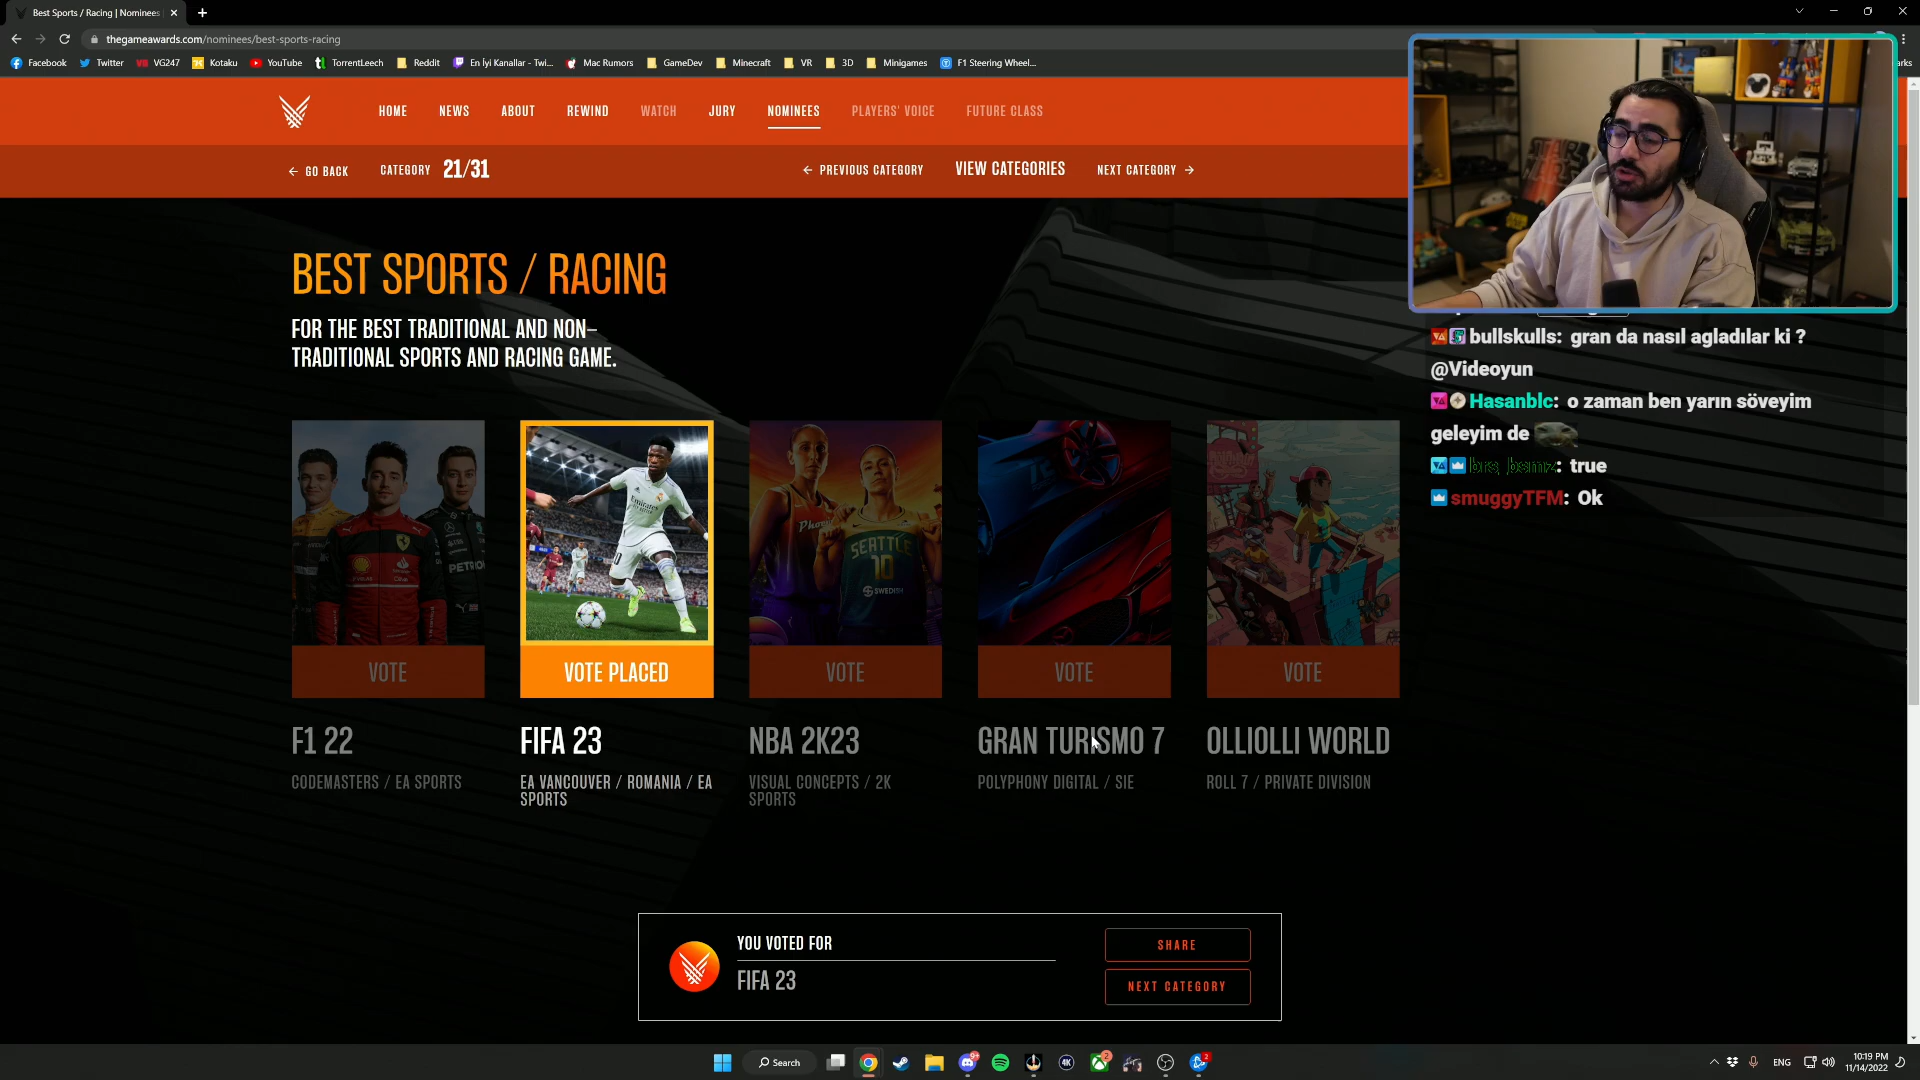 Best Sports / Racing | Nominees
thegameawards.com/nominees/best-sports-racing
Facebook Twitter VG247 Kotaku YouTube TorrentLeech Reddit En İyi Kanallar - Twi... Mac Rumors GameDev Minecraft VR 3D Minigames F1 Steering Wheel...
HOME NEWS ABOUT REWIND WATCH JURY NOMINEES PLAYERS' VOICE FUTURE CLASS
← GO BACK CATEGORY 21/31 ← PREVIOUS CATEGORY VIEW CATEGORIES NEXT CATEGORY →
BEST SPORTS / RACING
FOR THE BEST TRADITIONAL AND NON-
TRADITIONAL SPORTS AND RACING GAME.
bullskulls: gran da nasıl agladılar ki ?
@Videoyun
Hasanblc: o zaman ben yarın söveyim
geleyim de
: true
smuggyTFM: Ok
SEATTLE
10
SWEDISH
VOTE VOTE PLACED VOTE VOTE VOTE
F1 22 FIFA 23 NBA 2K23 GRAN TURISMO 7 OLLIOLLI WORLD
CODEMASTERS / EA SPORTS
EA VANCOUVER / ROMANIA / EA
SPORTS
VISUAL CONCEPTS / 2K
SPORTS
POLYPHONY DIGITAL / SIE
ROLL 7 / PRIVATE DIVISION
YOU VOTED FOR
FIFA 23
SHARE
NEXT CATEGORY
Search
ENG
10:19 PM
11/14/2022